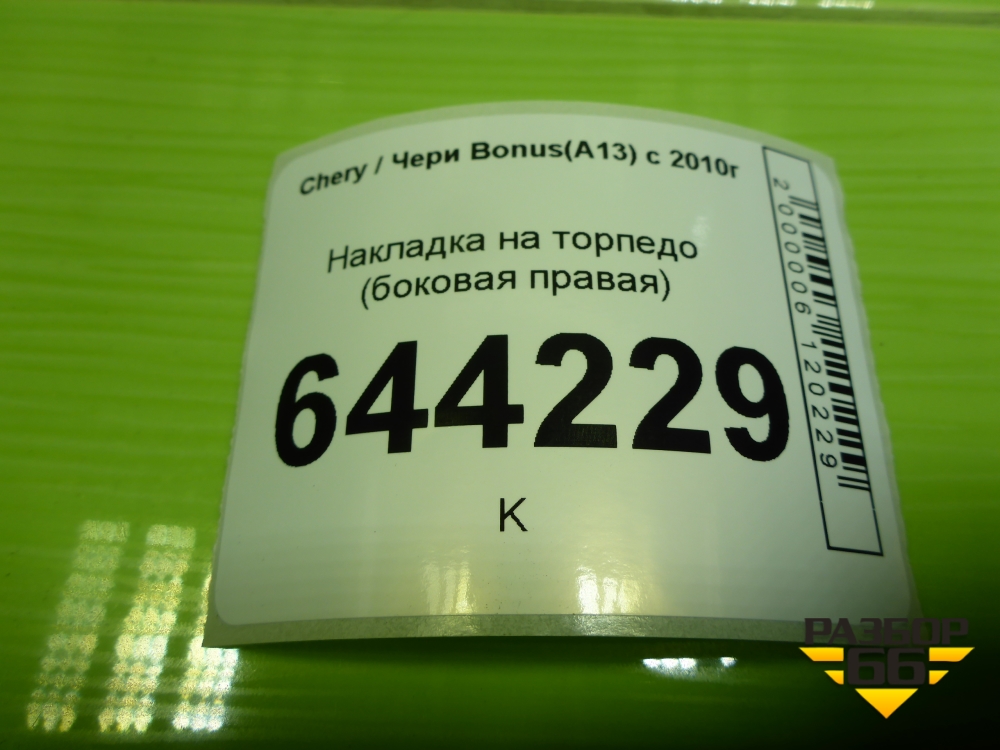 Chery / Чери Bonus(A13) с 2010г
Накладка на торпедо
(боковая правая)
644229
К
2000006120229
РАЗБОР
66